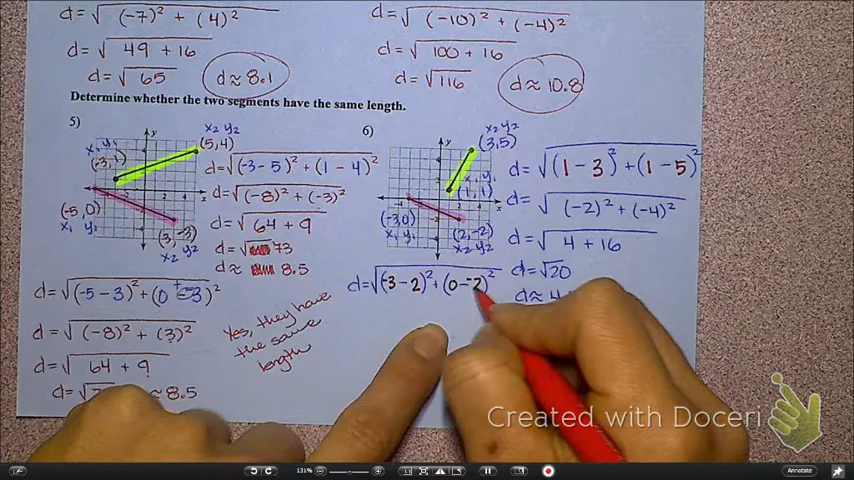 d=√(-7)² + (4)²
d=√49 + 16
d=√65
d≈8.1
d=√(-10)² + (-4)²
d=√100 + 16
d=√116
d≈10.8
Determine whether the two segments have the same length.
5)
x₁ y₁
(-3,1)
x₂ y₂
(5,4)
(-5,0)
x₁ y₁
(3,-3)
x₂ y₂
d=√(-3-5)² + (1-4)²
d=√(-8)² + (-3)²
d=√64 + 9
d=√73
d≈8.5
d=√(-5-3)² + (0+3)²
d=√(-8)² + (3)²
d=√64 + 9
≈8.5
Yes, they have
the same
length
6)
x₂ y₂
(3,5)
x₁ y₁
(1,1)
(-3,0)
x₁ y₁
(2,-2)
x₂ y₂
d=√(1-3)² + (1-5)²
d=√(-2)² + (-4)²
d=√4 + 16
d=√20
d≈4.
d=√(-3-2)² + (0--2)²
Created with Doceri
131%
Annotate